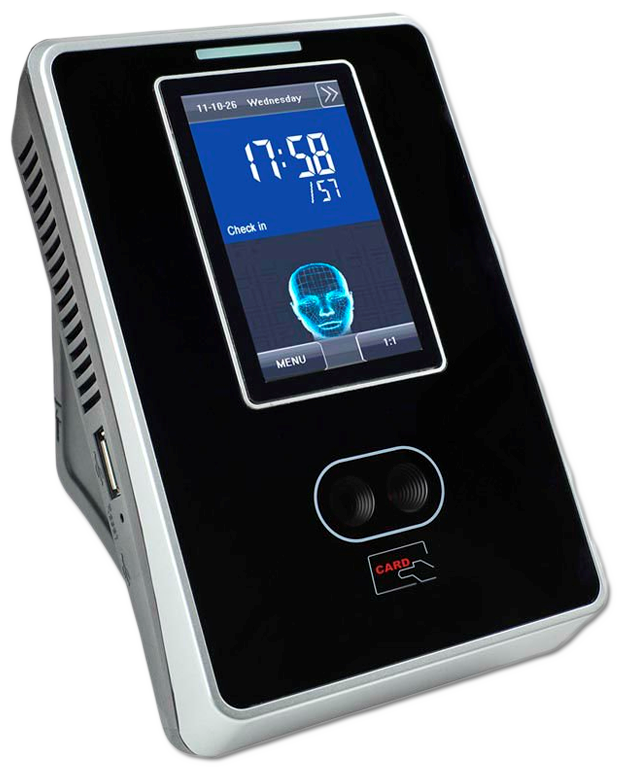 11-10-26 Wednesday
17:58
/57
Check in
MENU 1:1
CARD